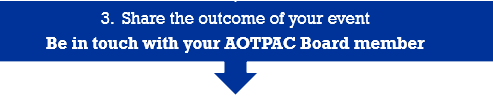 3. Share the outcome of your event
Be in touch with your AOTPAC Board member